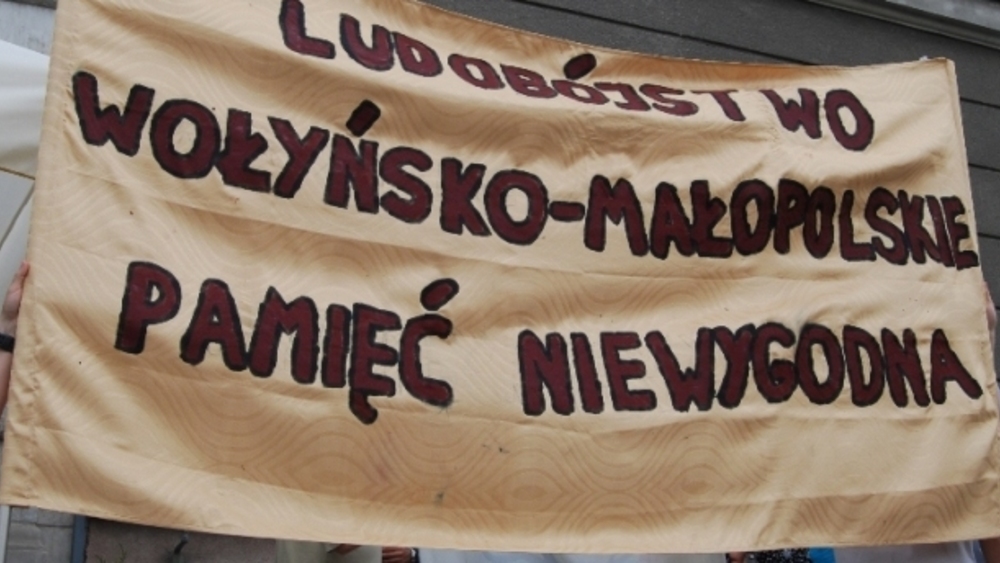 LUDOBÓJSTWO
WOŁYŃSKO-MAŁOPOLSKIE
PAMIĘĆ NIEWYGODNA